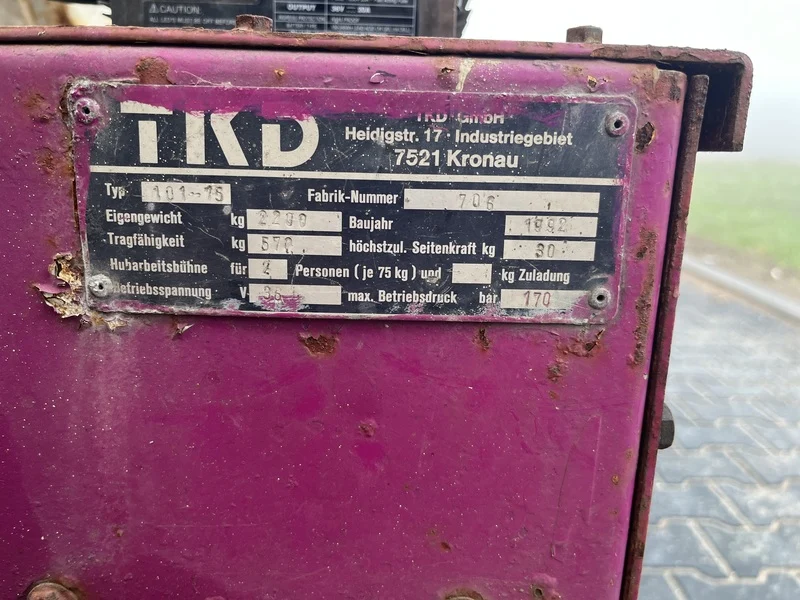 CAUTION
OUTPUT 36V
TKD
TKD GmbH
Heidigstr. 17 · Industriegebiet
7521 Kronau
Typ 101-15 Fabrik-Nummer 706
Eigengewicht kg 2200 Baujahr 1992
Tragfähigkeit kg 570 höchstzul. Seitenkraft kg 30
Hubarbeitsbühne für 2 Personen ( je 75 kg ) und kg Zuladung
Betriebsspannung V 36 max. Betriebsdruck bar 170